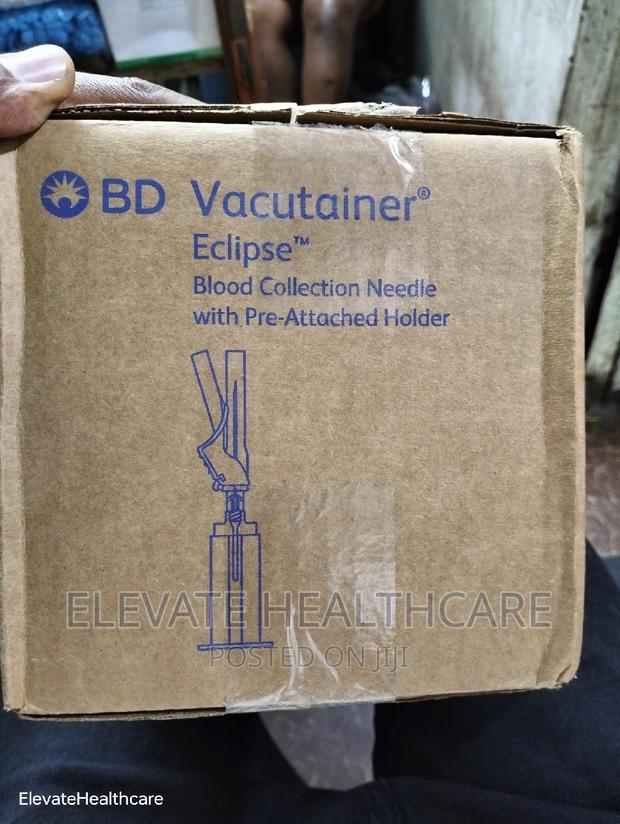 BD Vacutainer®
Eclipse™
Blood Collection Needle
with Pre-Attached Holder
ELEVATE HEALTHCARE
POSTED ON JIJI
ElevateHealthcare